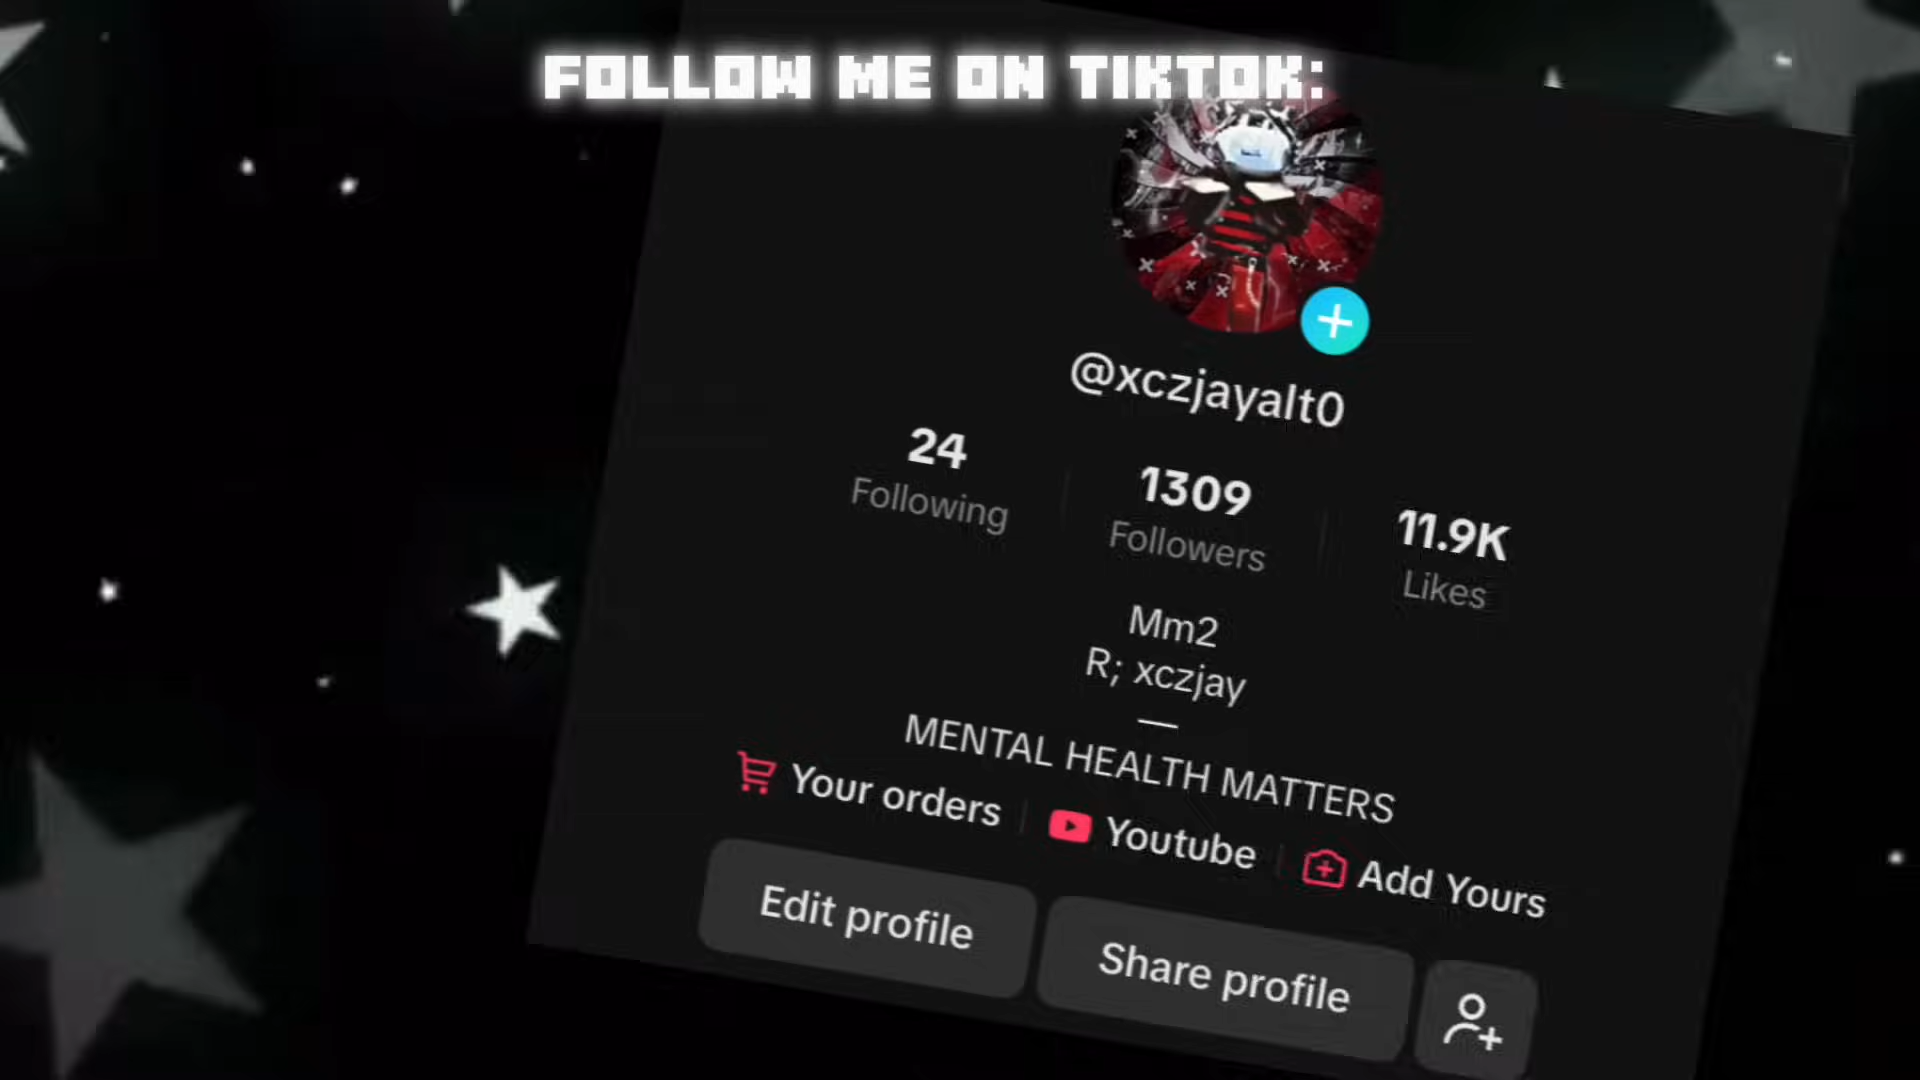 FOLLOW ME ON TIKTOK:
@xczjayalt0
24 1309 11.9K
Following Followers Likes
Mm2
R; xczjay
—
MENTAL HEALTH MATTERS
Your orders Youtube Add Yours
Edit profile Share profile